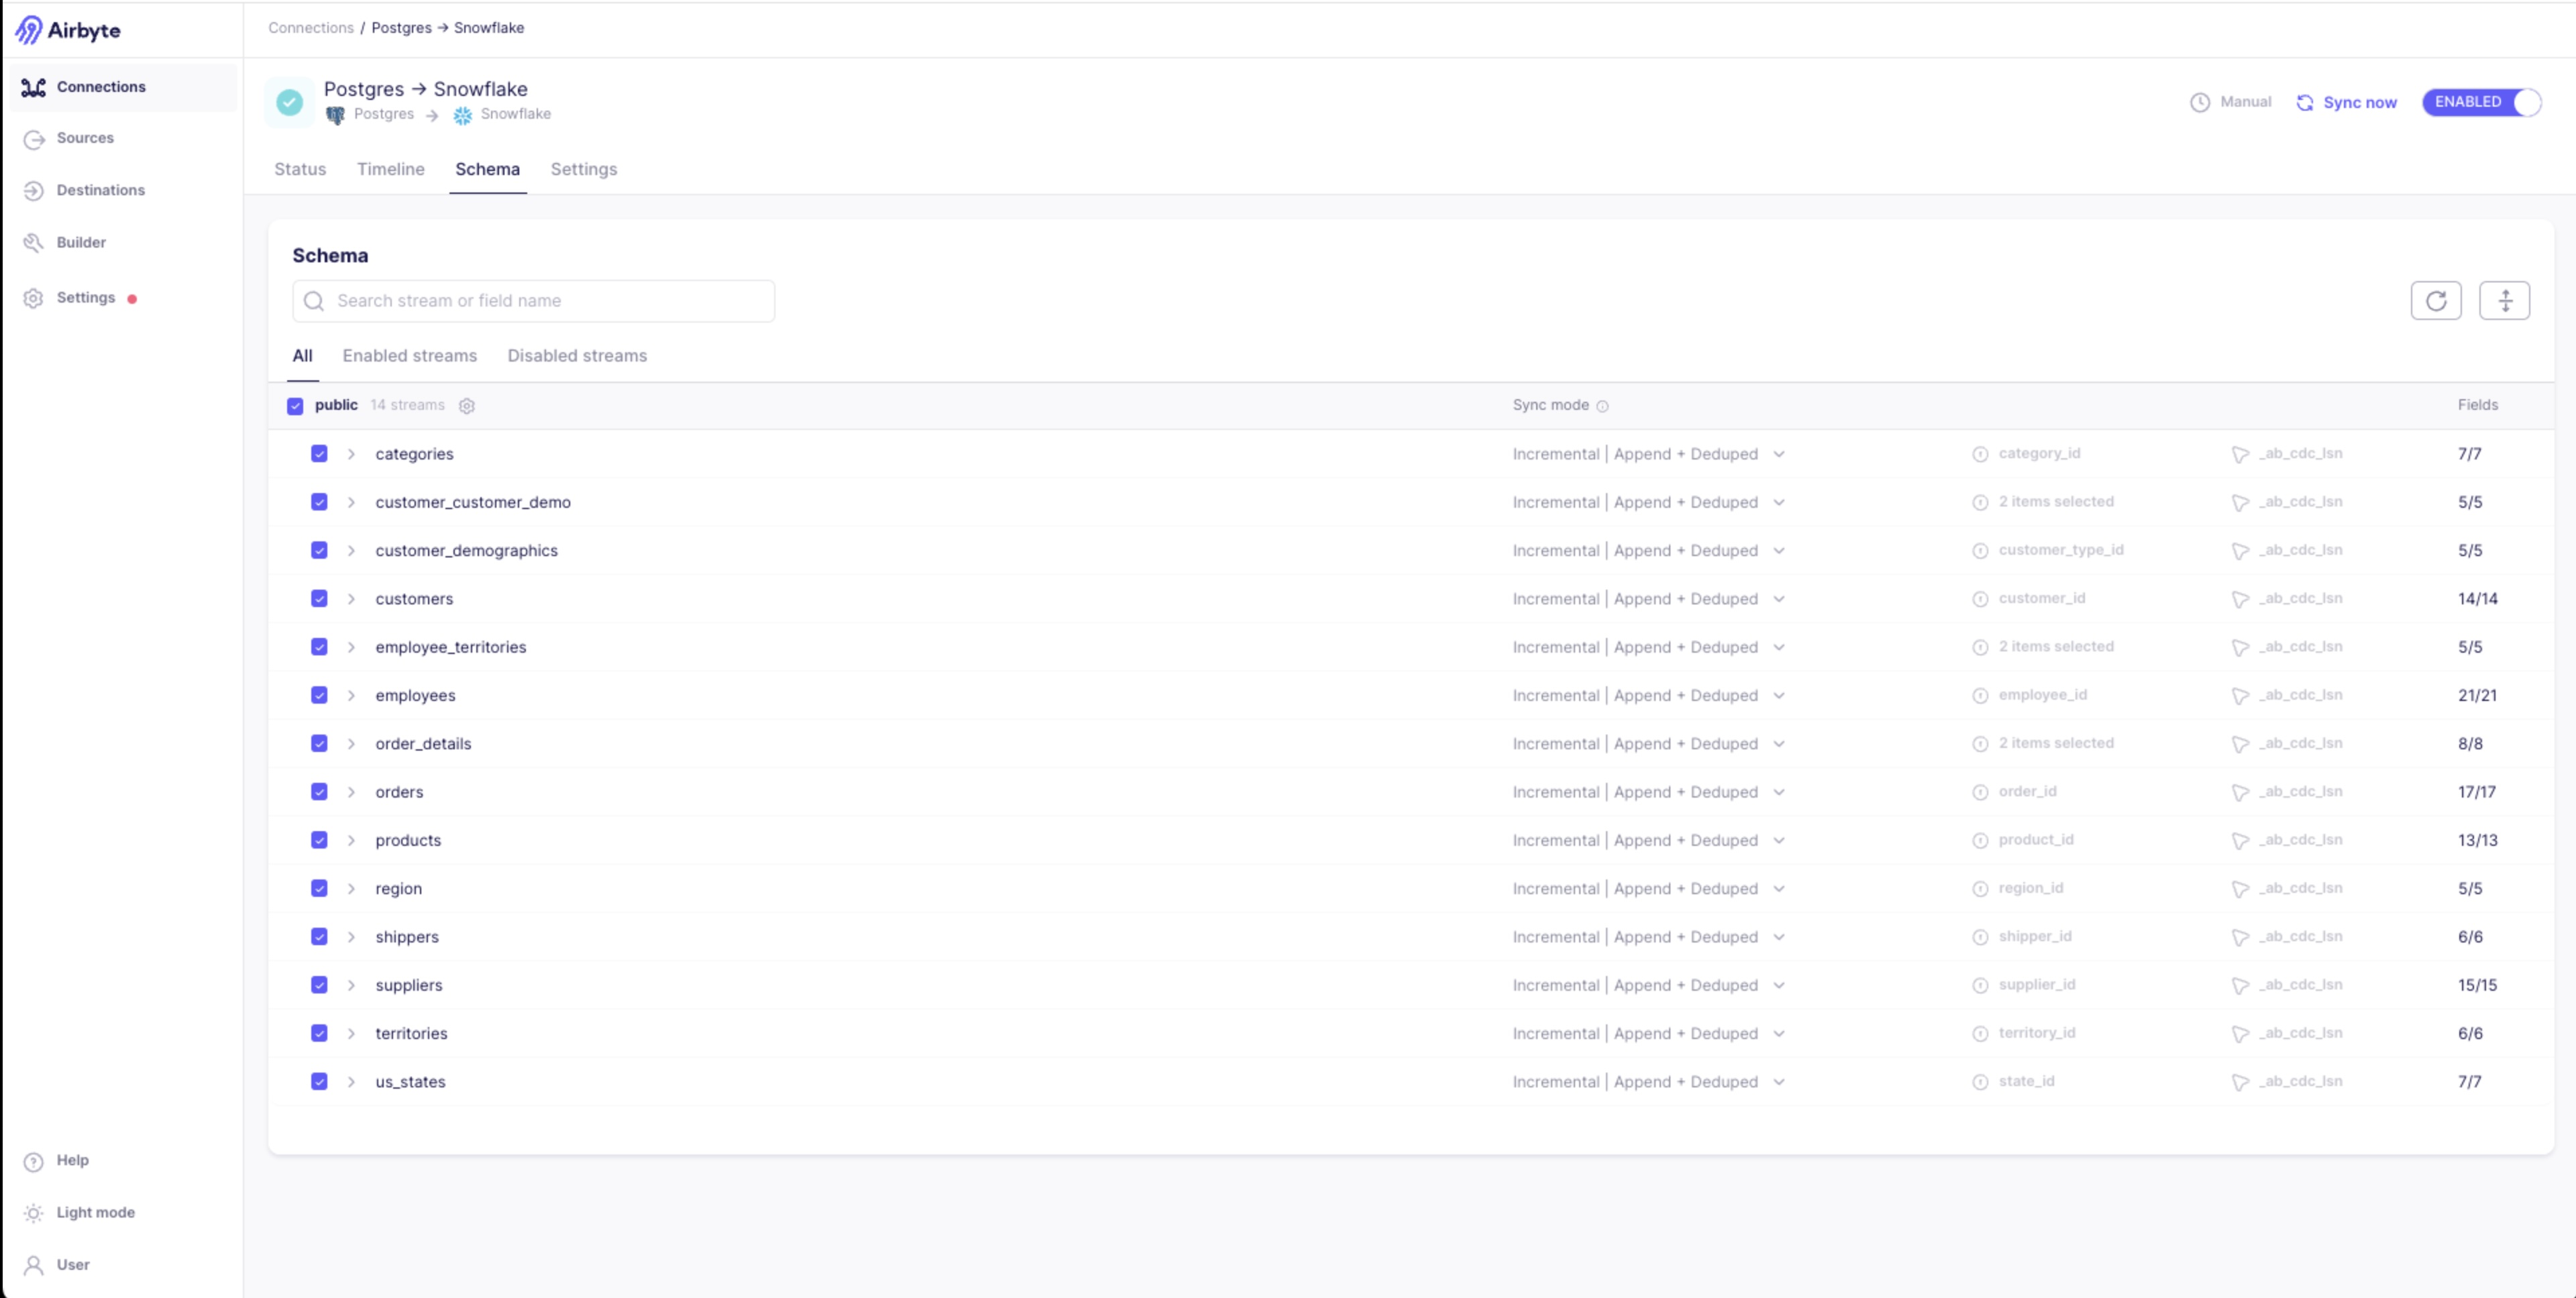 Airbyte
Connections / Postgres → Snowflake
Connections
Sources
Destinations
Builder
Settings
Help
Light mode
User
Postgres → Snowflake
Postgres → Snowflake
Manual Sync now ENABLED
Status Timeline Schema Settings
Schema
Search stream or field name
All Enabled streams Disabled streams
public 14 streams Sync mode Fields
categories Incremental | Append + Deduped category_id _ab_cdc_lsn 7/7
customer_customer_demo Incremental | Append + Deduped 2 items selected _ab_cdc_lsn 5/5
customer_demographics Incremental | Append + Deduped customer_type_id _ab_cdc_lsn 5/5
customers Incremental | Append + Deduped customer_id _ab_cdc_lsn 14/14
employee_territories Incremental | Append + Deduped 2 items selected _ab_cdc_lsn 5/5
employees Incremental | Append + Deduped employee_id _ab_cdc_lsn 21/21
order_details Incremental | Append + Deduped 2 items selected _ab_cdc_lsn 8/8
orders Incremental | Append + Deduped order_id _ab_cdc_lsn 17/17
products Incremental | Append + Deduped product_id _ab_cdc_lsn 13/13
region Incremental | Append + Deduped region_id _ab_cdc_lsn 5/5
shippers Incremental | Append + Deduped shipper_id _ab_cdc_lsn 6/6
suppliers Incremental | Append + Deduped supplier_id _ab_cdc_lsn 15/15
territories Incremental | Append + Deduped territory_id _ab_cdc_lsn 6/6
us_states Incremental | Append + Deduped state_id _ab_cdc_lsn 7/7